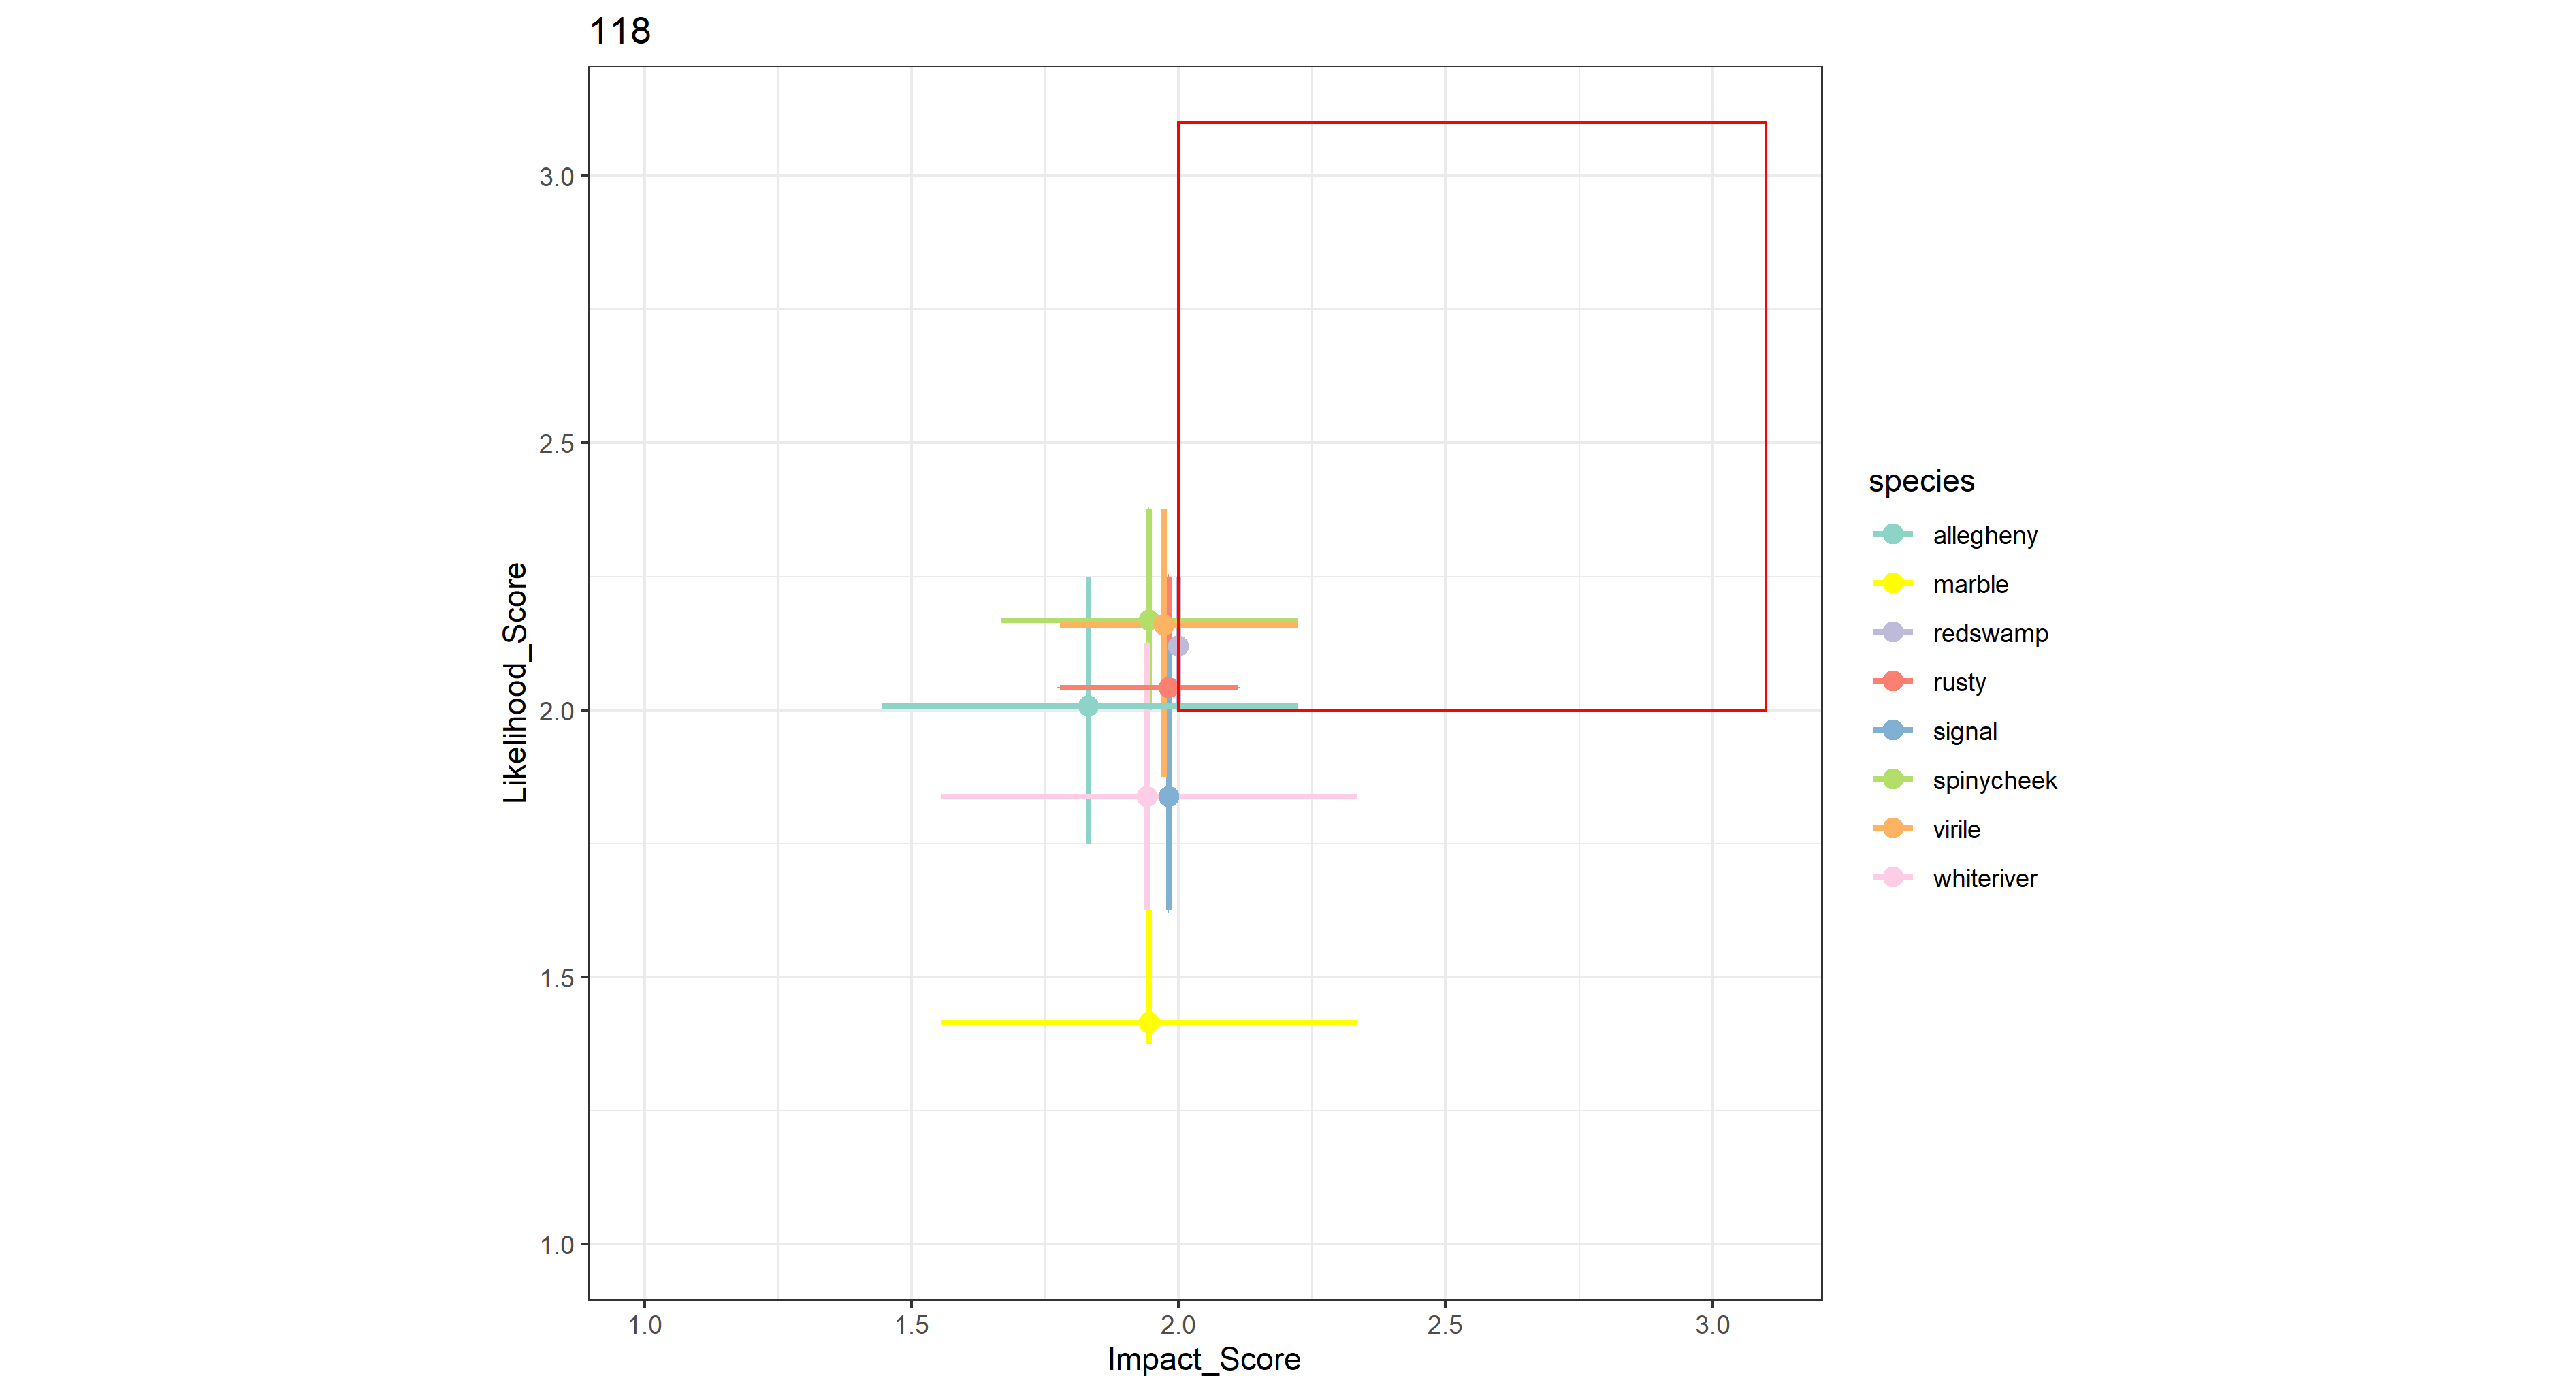 118
Likelihood_Score
3.0
2.5
2.0
1.5
1.0
1.0 1.5 2.0 2.5 3.0
Impact_Score
species
allegheny
marble
redswamp
rusty
signal
spinycheek
virile
whiteriver